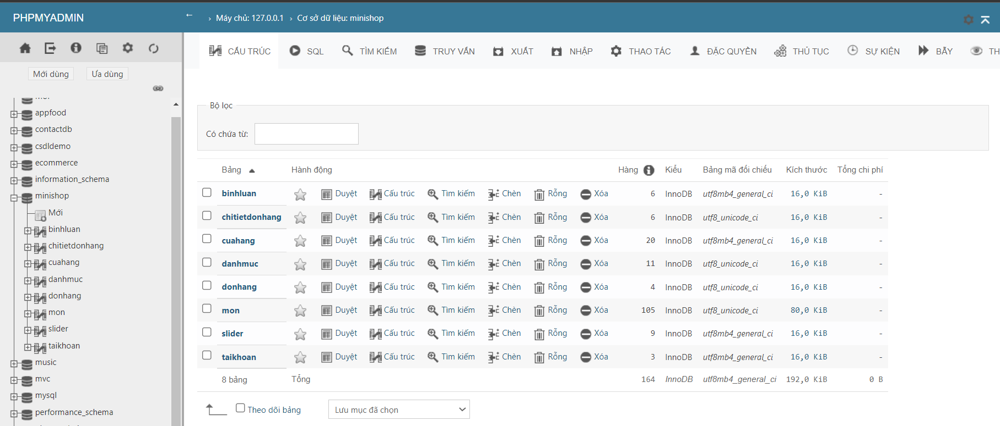 PHPMYADMIN
← › Máy chủ: 127.0.0.1 › Cơ sở dữ liệu: minishop
Mới dùng Ưa dùng
appfood
contactdb
csdldemo
ecommerce
information_schema
minishop
Mới
binhluan
chitietdonhang
cuahang
danhmuc
donhang
mon
slider
taikhoan
music
mvc
mysql
performance_schema
CẤU TRÚC SQL TÌM KIẾM TRUY VẤN XUẤT NHẬP THAO TÁC ĐẶC QUYỀN THỦ TỤC SỰ KIỆN BẪY TH
Bộ lọc
Có chứa từ:
Bảng Hành động Hàng Kiểu Bảng mã đối chiếu Kích thước Tổng chi phí
binhluan Duyệt Cấu trúc Tìm kiếm Chèn Rỗng Xóa 6 InnoDB utf8mb4_general_ci 16,0 KiB -
chitietdonhang Duyệt Cấu trúc Tìm kiếm Chèn Rỗng Xóa 6 InnoDB utf8_unicode_ci 16,0 KiB -
cuahang Duyệt Cấu trúc Tìm kiếm Chèn Rỗng Xóa 20 InnoDB utf8mb4_general_ci 16,0 KiB -
danhmuc Duyệt Cấu trúc Tìm kiếm Chèn Rỗng Xóa 11 InnoDB utf8_unicode_ci 16,0 KiB -
donhang Duyệt Cấu trúc Tìm kiếm Chèn Rỗng Xóa 4 InnoDB utf8_unicode_ci 16,0 KiB -
mon Duyệt Cấu trúc Tìm kiếm Chèn Rỗng Xóa 105 InnoDB utf8_unicode_ci 80,0 KiB -
slider Duyệt Cấu trúc Tìm kiếm Chèn Rỗng Xóa 9 InnoDB utf8mb4_general_ci 16,0 KiB -
taikhoan Duyệt Cấu trúc Tìm kiếm Chèn Rỗng Xóa 3 InnoDB utf8mb4_general_ci 16,0 KiB -
8 bảng Tổng 164 InnoDB utf8mb4_general_ci 192,0 KiB 0 B
Theo dõi bảng Lưu mục đã chọn